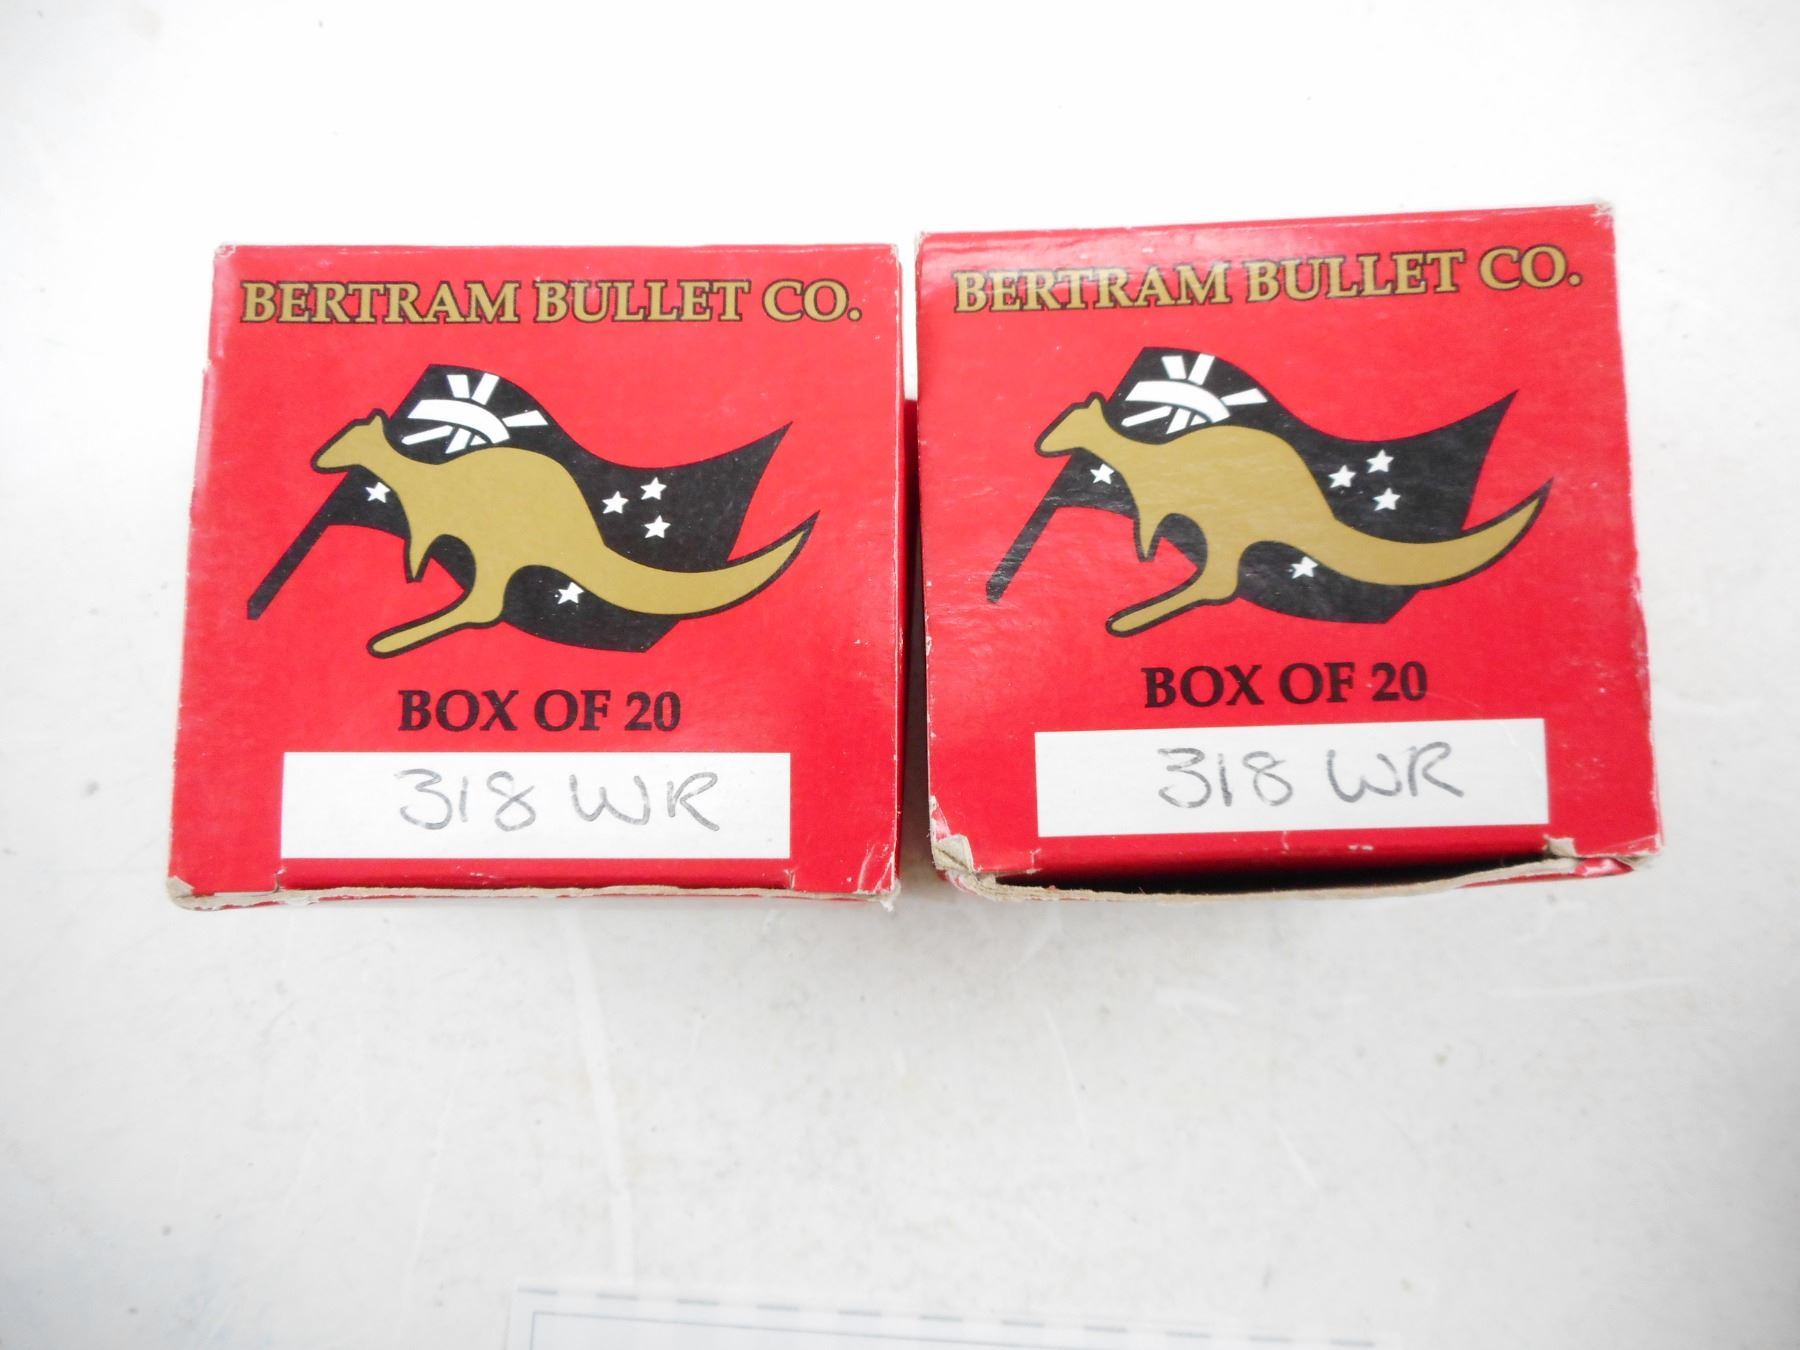 BERTRAM BULLET CO.
BOX OF 20
318 WR
BERTRAM BULLET CO.
BOX OF 20
318 WR